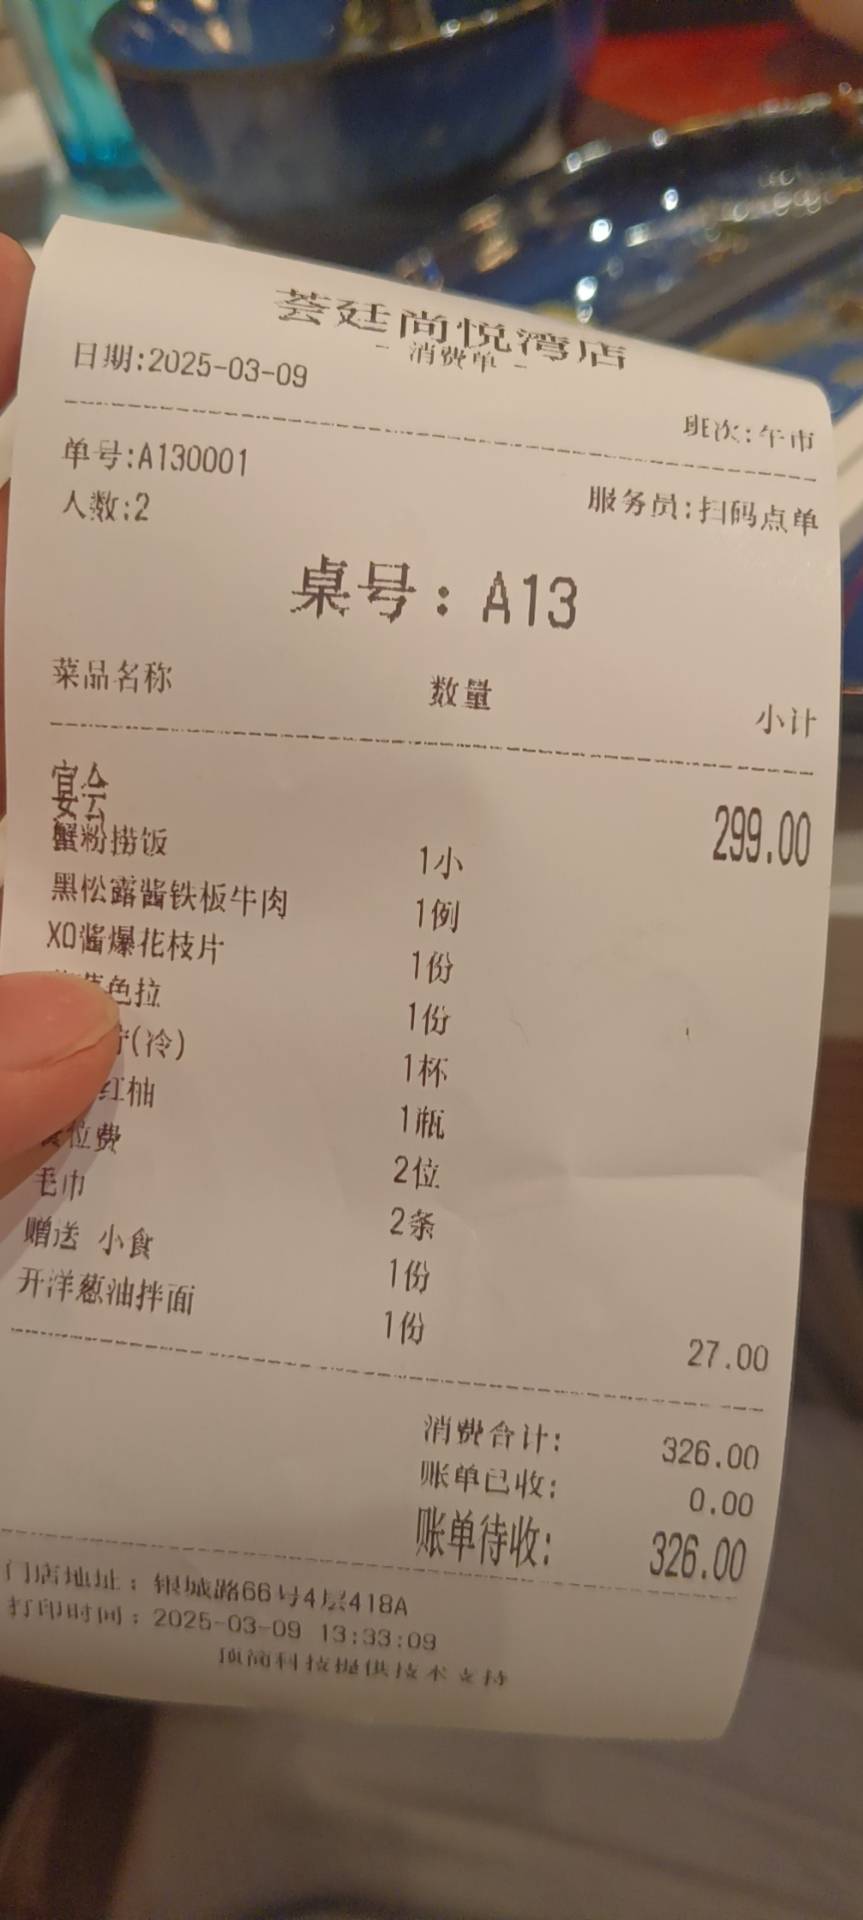 荟廷尚悦湾店
- 消费单 -
日期:2025-03-09
班次:午市
单号:A130001
人数:2
服务员:扫码点单
桌号: A13
菜品名称 数量 小计
宴会 299.00
蟹粉捞饭 1小
黑松露酱铁板牛肉 1例
XO酱爆花枝片 1份
色拉 1份
(冷) 1杯
红柚 1瓶
位费 2位
毛巾 2条
赠送 小食 1份
开洋葱油拌面 1份 27.00
消费合计: 326.00
账单已收: 0.00
账单待收: 326.00
门店地址: 银城路66号4层418A
打印时间: 2025-03-09 13:33:09
顶简科技提供技术支持